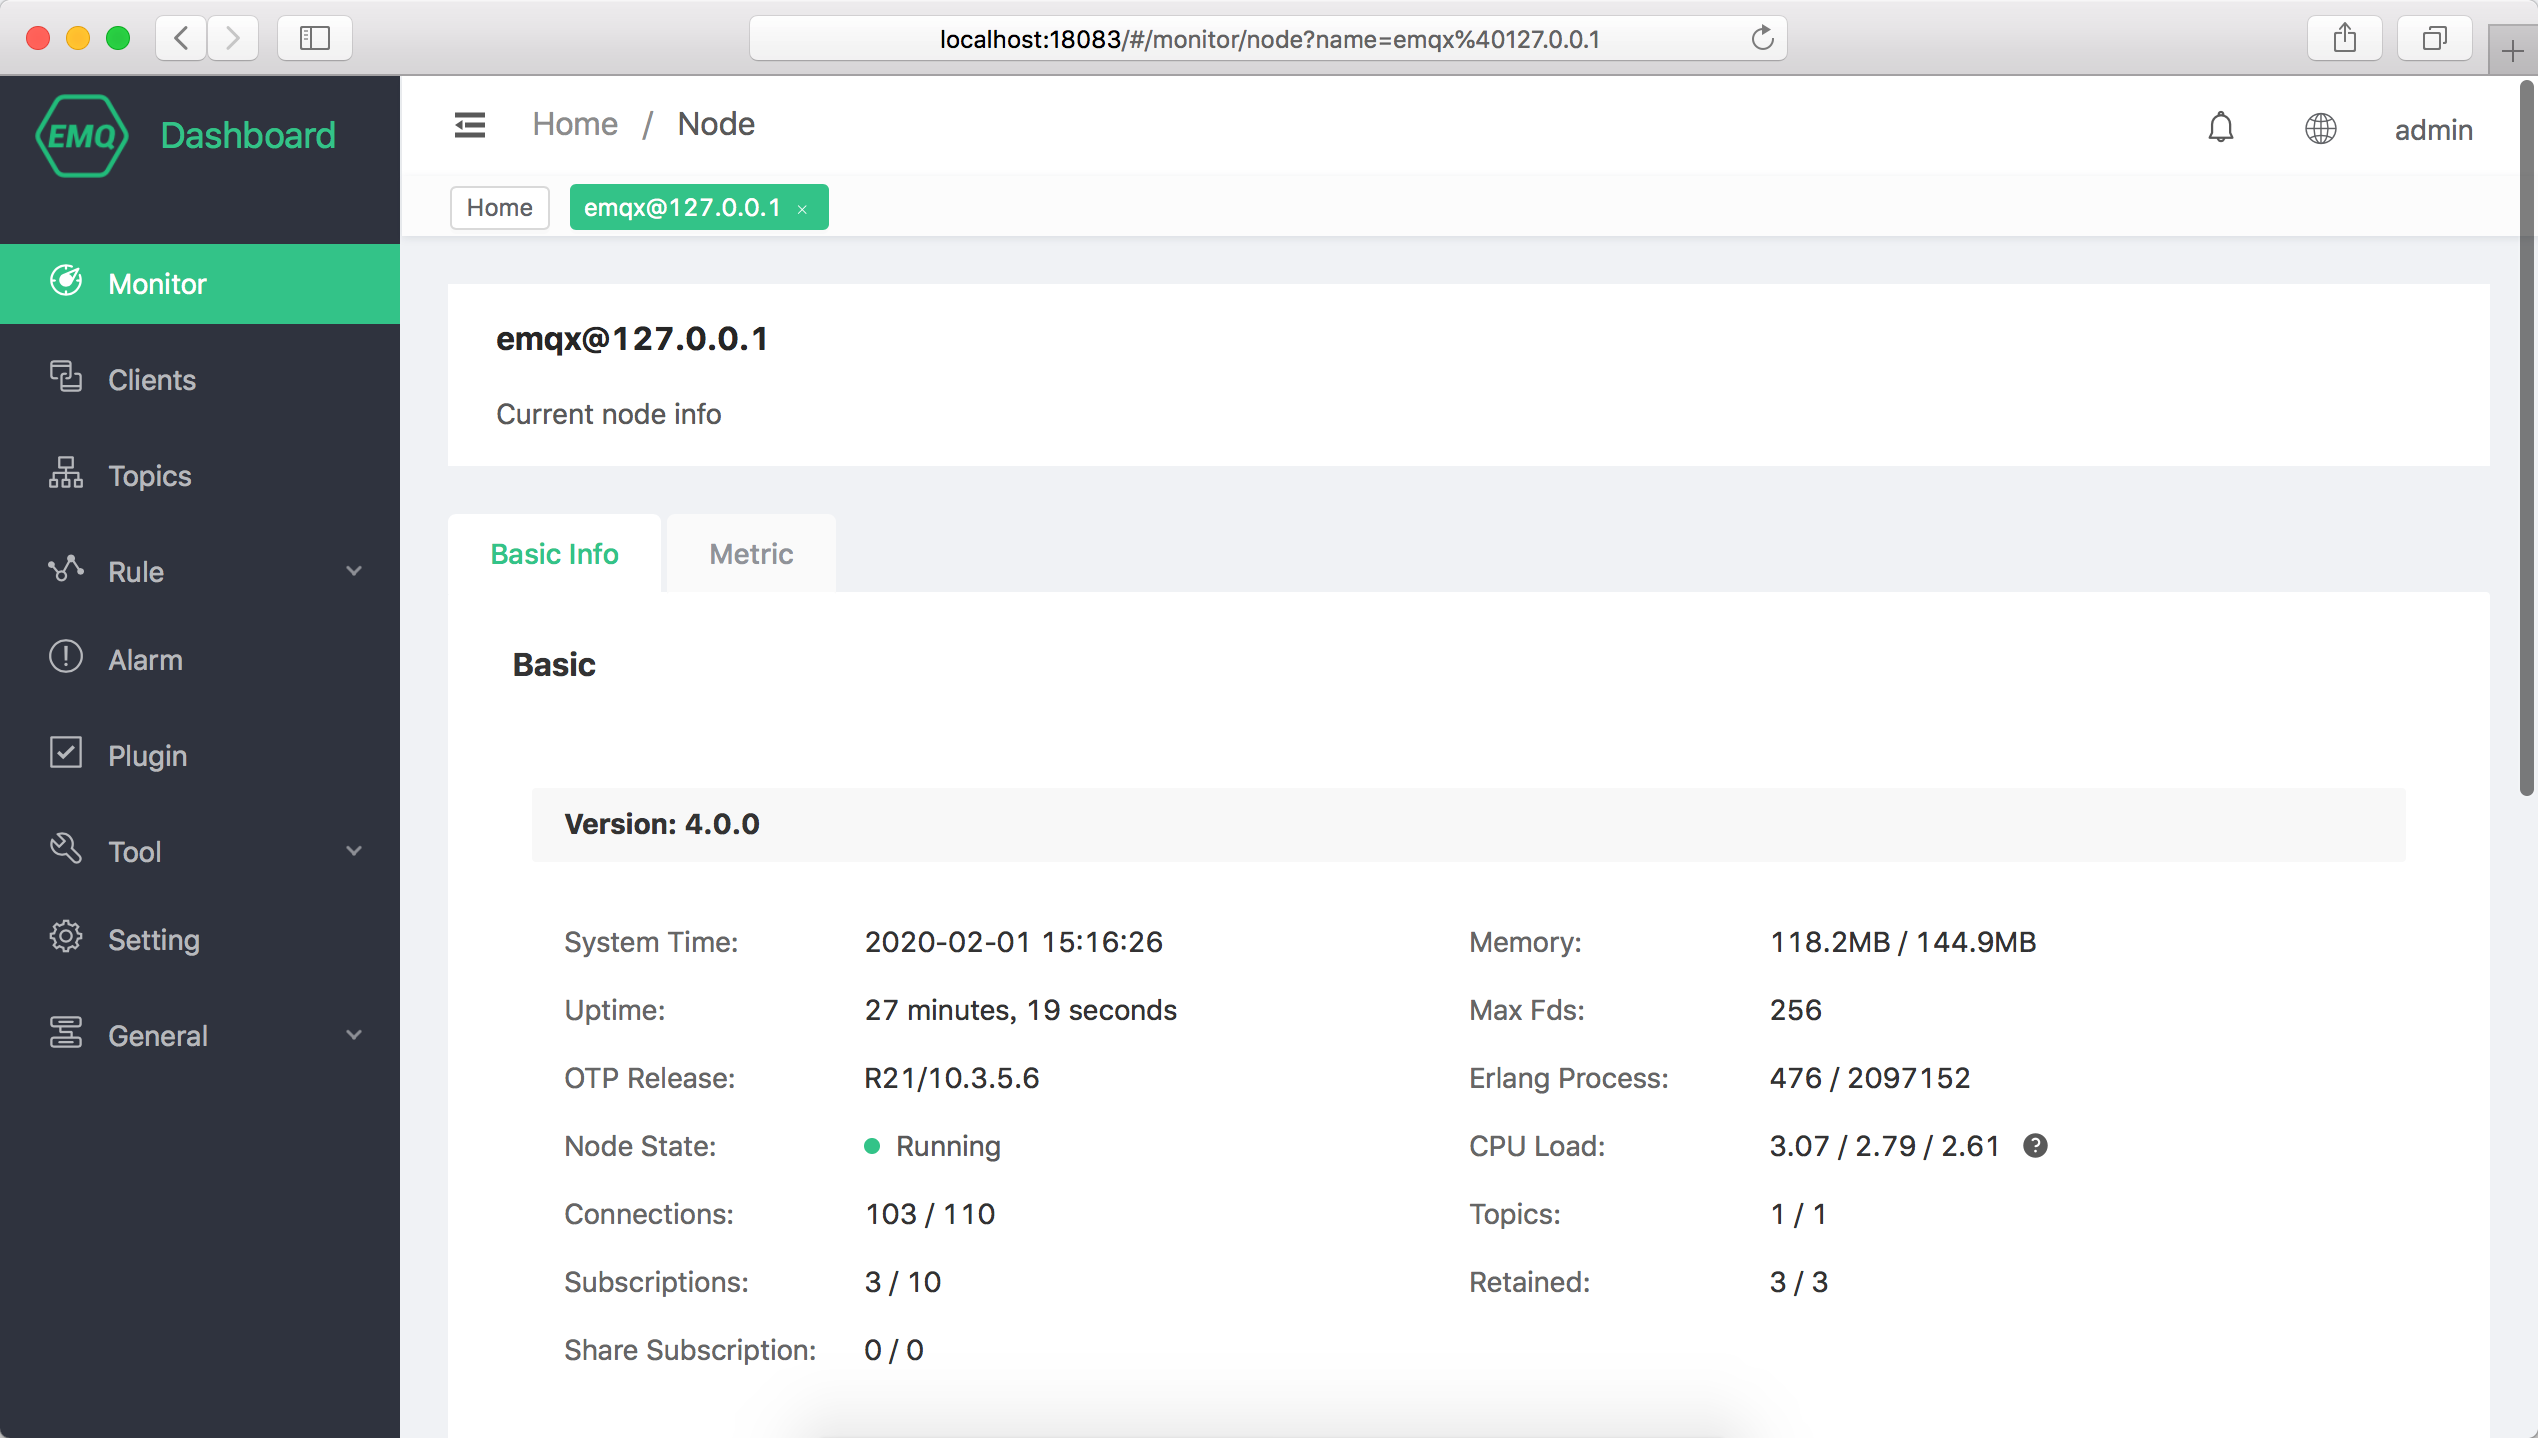 localhost:18083/#/monitor/node?name=emqx%40127.0.0.1
EMQ Dashboard
Home / Node
admin
Home
emqx@127.0.0.1 ×
Monitor
Clients
Topics
Rule
Alarm
Plugin
Tool
Setting
General
emqx@127.0.0.1
Current node info
Basic Info
Metric
Basic
Version: 4.0.0
System Time: 2020-02-01 15:16:26
Memory: 118.2MB / 144.9MB
Uptime: 27 minutes, 19 seconds
Max Fds: 256
OTP Release: R21/10.3.5.6
Erlang Process: 476 / 2097152
Node State: Running
CPU Load: 3.07 / 2.79 / 2.61 ?
Connections: 103 / 110
Topics: 1 / 1
Subscriptions: 3 / 10
Retained: 3 / 3
Share Subscription: 0 / 0